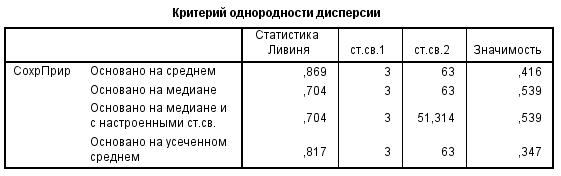 Критерий однородности дисперсии
Статистика Ливиня ст.св.1 ст.св.2 Значимость
СохрПрир Основано на среднем ,869 3 63 ,416
Основано на медиане ,704 3 63 ,539
Основано на медиане и с настроенными ст.св. ,704 3 51,314 ,539
Основано на усеченном среднем ,817 3 63 ,347